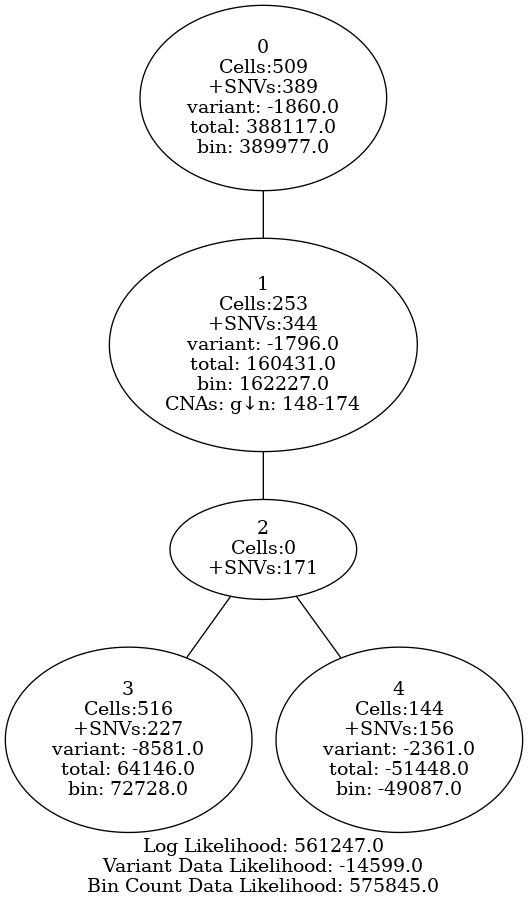 0
Cells:509
+SNVs:389
variant: -1860.0
total: 388117.0
bin: 389977.0
1
Cells:253
+SNVs:344
variant: -1796.0
total: 160431.0
bin: 162227.0
CNAs: g↓n: 148-174
2
Cells:0
+SNVs:171
3
Cells:516
+SNVs:227
variant: -8581.0
total: 64146.0
bin: 72728.0
4
Cells:144
+SNVs:156
variant: -2361.0
total: -51448.0
bin: -49087.0
Log Likelihood: 561247.0
Variant Data Likelihood: -14599.0
Bin Count Data Likelihood: 575845.0